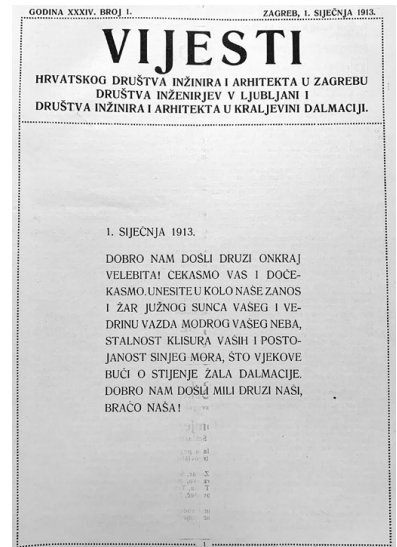 GODINA XXXIV. BROJ 1.
ZAGREB, 1. SIJEČNJA 1913.
VIJESTI
HRVATSKOG DRUŠTVA INŽINIRA I ARHITEKTA U ZAGREBU
DRUŠTVA INŽENIRJEV V LJUBLJANI I
DRUŠTVA INŽINIRA I ARHITEKTA U KRALJEVINI DALMACIJI.
1. SIJEČNJA 1913.
DOBRO NAM DOŠLI DRUZI ONKRAJ
VELEBITA! ČEKASMO VAS I DOČE-
KASMO. UNESITE U KOLO NAŠE ZANOS
I ŽAR JUŽNOG SUNCA VAŠEG I VE-
DRINU VAZDA MODROG VAŠEG NEBA,
STALNOST KLISURA VAŠIH I POSTO-
JANOST SINJEG MORA, ŠTO VJEKOVE
BUČI O STIJENJE ŽALA DALMACIJE.
DOBRO NAM DOŠLI MILI DRUZI NAŠI,
BRAĆO NAŠA!
1